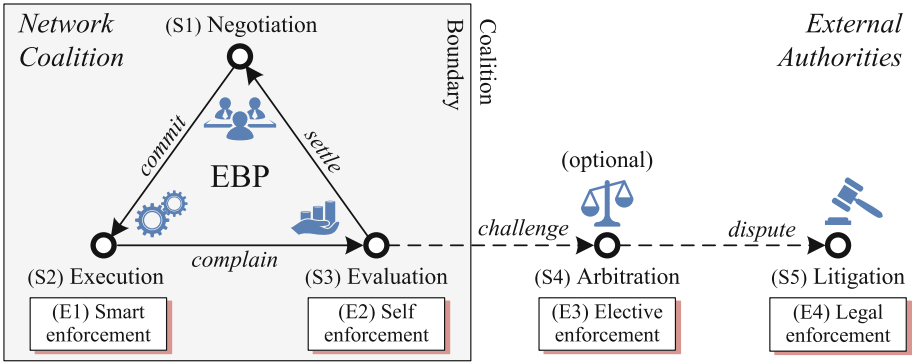 Network
Coalition
(S1) Negotiation
Coalition
Boundary
External
Authorities
commit
settle
EBP
(optional)
complain
challenge
dispute
(S2) Execution
(S3) Evaluation
(S4) Arbitration
(S5) Litigation
(E1) Smart
enforcement
(E2) Self
enforcement
(E3) Elective
enforcement
(E4) Legal
enforcement